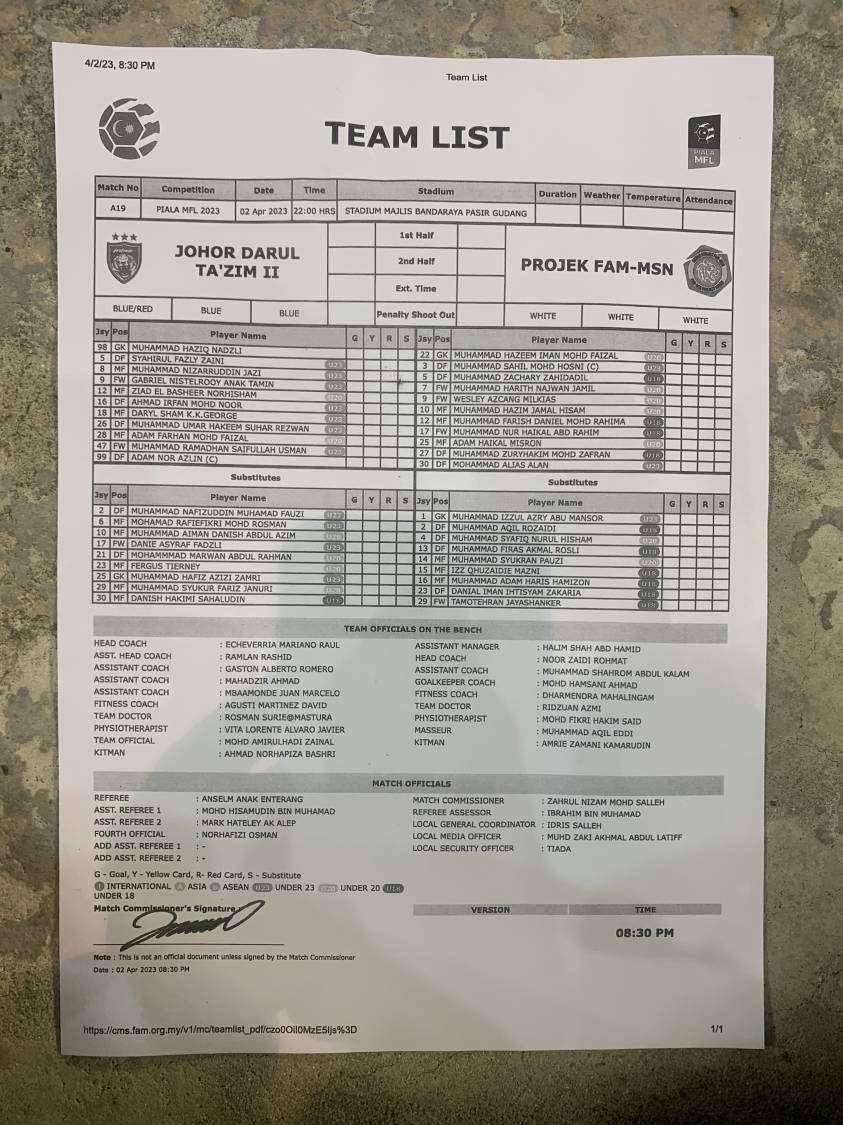 4/2/23, 8:30 PM
Team List
TEAM LIST
PIALA
MFL
Match No Competition Date Time Stadium Duration Weather Temperature Attendance
A19 PIALA MFL 2023 02 Apr 2023 22:00 HRS STADIUM MAJLIS BANDARAYA PASIR GUDANG
JOHOR DARUL
TA'ZIM II
1st Half
2nd Half
Ext. Time
Penalty Shoot Out
PROJEK FAM-MSN
BLUE/RED BLUE BLUE
WHITE WHITE WHITE
Jsy Pos Player Name G Y R S
98 GK MUHAMMAD HAZIQ NADZLI
5 DF SYAHIRUL FAZLY ZAINI
8 MF MUHAMMAD NIZARRUDDIN JAZI
9 FW GABRIEL NISTELROOY ANAK TAMIN
12 MF ZIAD EL BASHEER NORHISHAM
16 DF AHMAD IRFAN MOHD NOOR
18 MF DARYL SHAM K.K.GEORGE
26 DF MUHAMMAD UMAR HAKEEM SUHAR REZWAN
28 MF ADAM FARHAN MOHD FAIZAL
47 FW MUHAMMAD RAMADHAN SAIFULLAH USMAN
99 DF ADAM NOR AZLIN (C)
Substitutes
Jsy Pos Player Name G Y R S
2 DF MUHAMMAD NAFIZUDDIN MUHAMAD FAUZI
6 MF MOHAMAD RAFIEFIKRI MOHD ROSMAN
10 MF MUHAMMAD AIMAN DANISH ABDUL AZIM
17 FW DANIE ASYRAF FADZLI
21 DF MOHAMMMAD MARWAN ABDUL RAHMAN
23 MF FERGUS TIERNEY
25 GK MUHAMMAD HAFIZ AZIZI ZAMRI
29 MF MUHAMMAD SYUKUR FARIZ JANURI
30 MF DANISH HAKIMI SAHALUDIN U18
Jsy Pos Player Name G Y R S
22 GK MUHAMMAD HAZEEM IMAN MOHD FAIZAL
3 DF MUHAMMAD SAHIL MOHD HOSNI (C)
5 DF MUHAMMAD ZACHARY ZAHIDADIL U18
7 FW MUHAMMAD HARITH NAJWAN JAMIL
9 FW WESLEY AZCANG MILKIAS
10 MF MUHAMMAD HAZIM JAMAL HISAM
12 MF MUHAMMAD FARISH DANIEL MOHD RAHIMA U18
17 FW MUHAMMAD NUR HAIKAL ABD RAHIM U18
25 MF ADAM HAIKAL MISRON
27 DF MUHAMMAD ZURYHAKIM MOHD ZAFRAN U18
30 DF MOHAMMAD ALIAS ALAN U23
Substitutes
Jsy Pos Player Name G Y R S
1 GK MUHAMMAD IZZUL AZRY ABU MANSOR
2 DF MUHAMMAD AQIL ROZAIDI U18
4 DF MUHAMMAD SYAFIQ NURUL HISHAM
13 DF MUHAMMAD FIRAS AKMAL ROSLI U18
14 MF MUHAMMAD SYUKRAN PAUZI
15 MF IZZ QHUZAIDIE MAZNI U18
16 MF MUHAMMAD ADAM HARIS HAMIZON U18
23 DF DANIAL IMAN IHTISYAM ZAKARIA U18
29 FW TAMOTEHRAN JAYASHANKER U18
TEAM OFFICIALS ON THE BENCH
HEAD COACH : ECHEVERRIA MARIANO RAUL
ASST. HEAD COACH : RAMLAN RASHID
ASSISTANT COACH : GASTON ALBERTO ROMERO
ASSISTANT COACH : MAHADZIR AHMAD
ASSISTANT COACH : MBAAMONDE JUAN MARCELO
FITNESS COACH : AGUSTI MARTINEZ DAVID
TEAM DOCTOR : ROSMAN SURIE@MASTURA
PHYSIOTHERAPIST : VITA LORENTE ALVARO JAVIER
TEAM OFFICIAL : MOHD AMIRULHADI ZAINAL
KITMAN : AHMAD NORHAPIZA BASHRI
ASSISTANT MANAGER : HALIM SHAH ABD HAMID
HEAD COACH : NOOR ZAIDI ROHMAT
ASSISTANT COACH : MUHAMMAD SHAHROM ABDUL KALAM
GOALKEEPER COACH : MOHD HAMSANI AHMAD
FITNESS COACH : DHARMENDRA MAHALINGAM
TEAM DOCTOR : RIDZUAN AZMI
PHYSIOTHERAPIST : MOHD FIKRI HAKIM SAID
MASSEUR : MUHAMMAD AQIL EDDI
KITMAN : AMRIE ZAMANI KAMARUDIN
MATCH OFFICIALS
REFEREE : ANSELM ANAK ENTERANG
ASST. REFEREE 1 : MOHD HISAMUDIN BIN MUHAMAD
ASST. REFEREE 2 : MARK HATELEY AK ALEP
FOURTH OFFICIAL : NORHAFIZI OSMAN
ADD ASST. REFEREE 1 : -
ADD ASST. REFEREE 2 : -
MATCH COMMISSIONER : ZAHRUL NIZAM MOHD SALLEH
REFEREE ASSESSOR : IBRAHIM BIN MUHAMAD
LOCAL GENERAL COORDINATOR : IDRIS SALLEH
LOCAL MEDIA OFFICER : MUHD ZAKI AKHMAL ABDUL LATIFF
LOCAL SECURITY OFFICER : TIADA
G - Goal, Y - Yellow Card, R- Red Card, S - Substitute
INTERNATIONAL ASIA ASEAN U23 UNDER 23 U20 UNDER 20 U18
UNDER 18
Match Commissioner's Signature
VERSION TIME
08:30 PM
Note : This is not an official document unless signed by the Match Commissioner
Date : 02 Apr 2023 08:30 PM
1/1